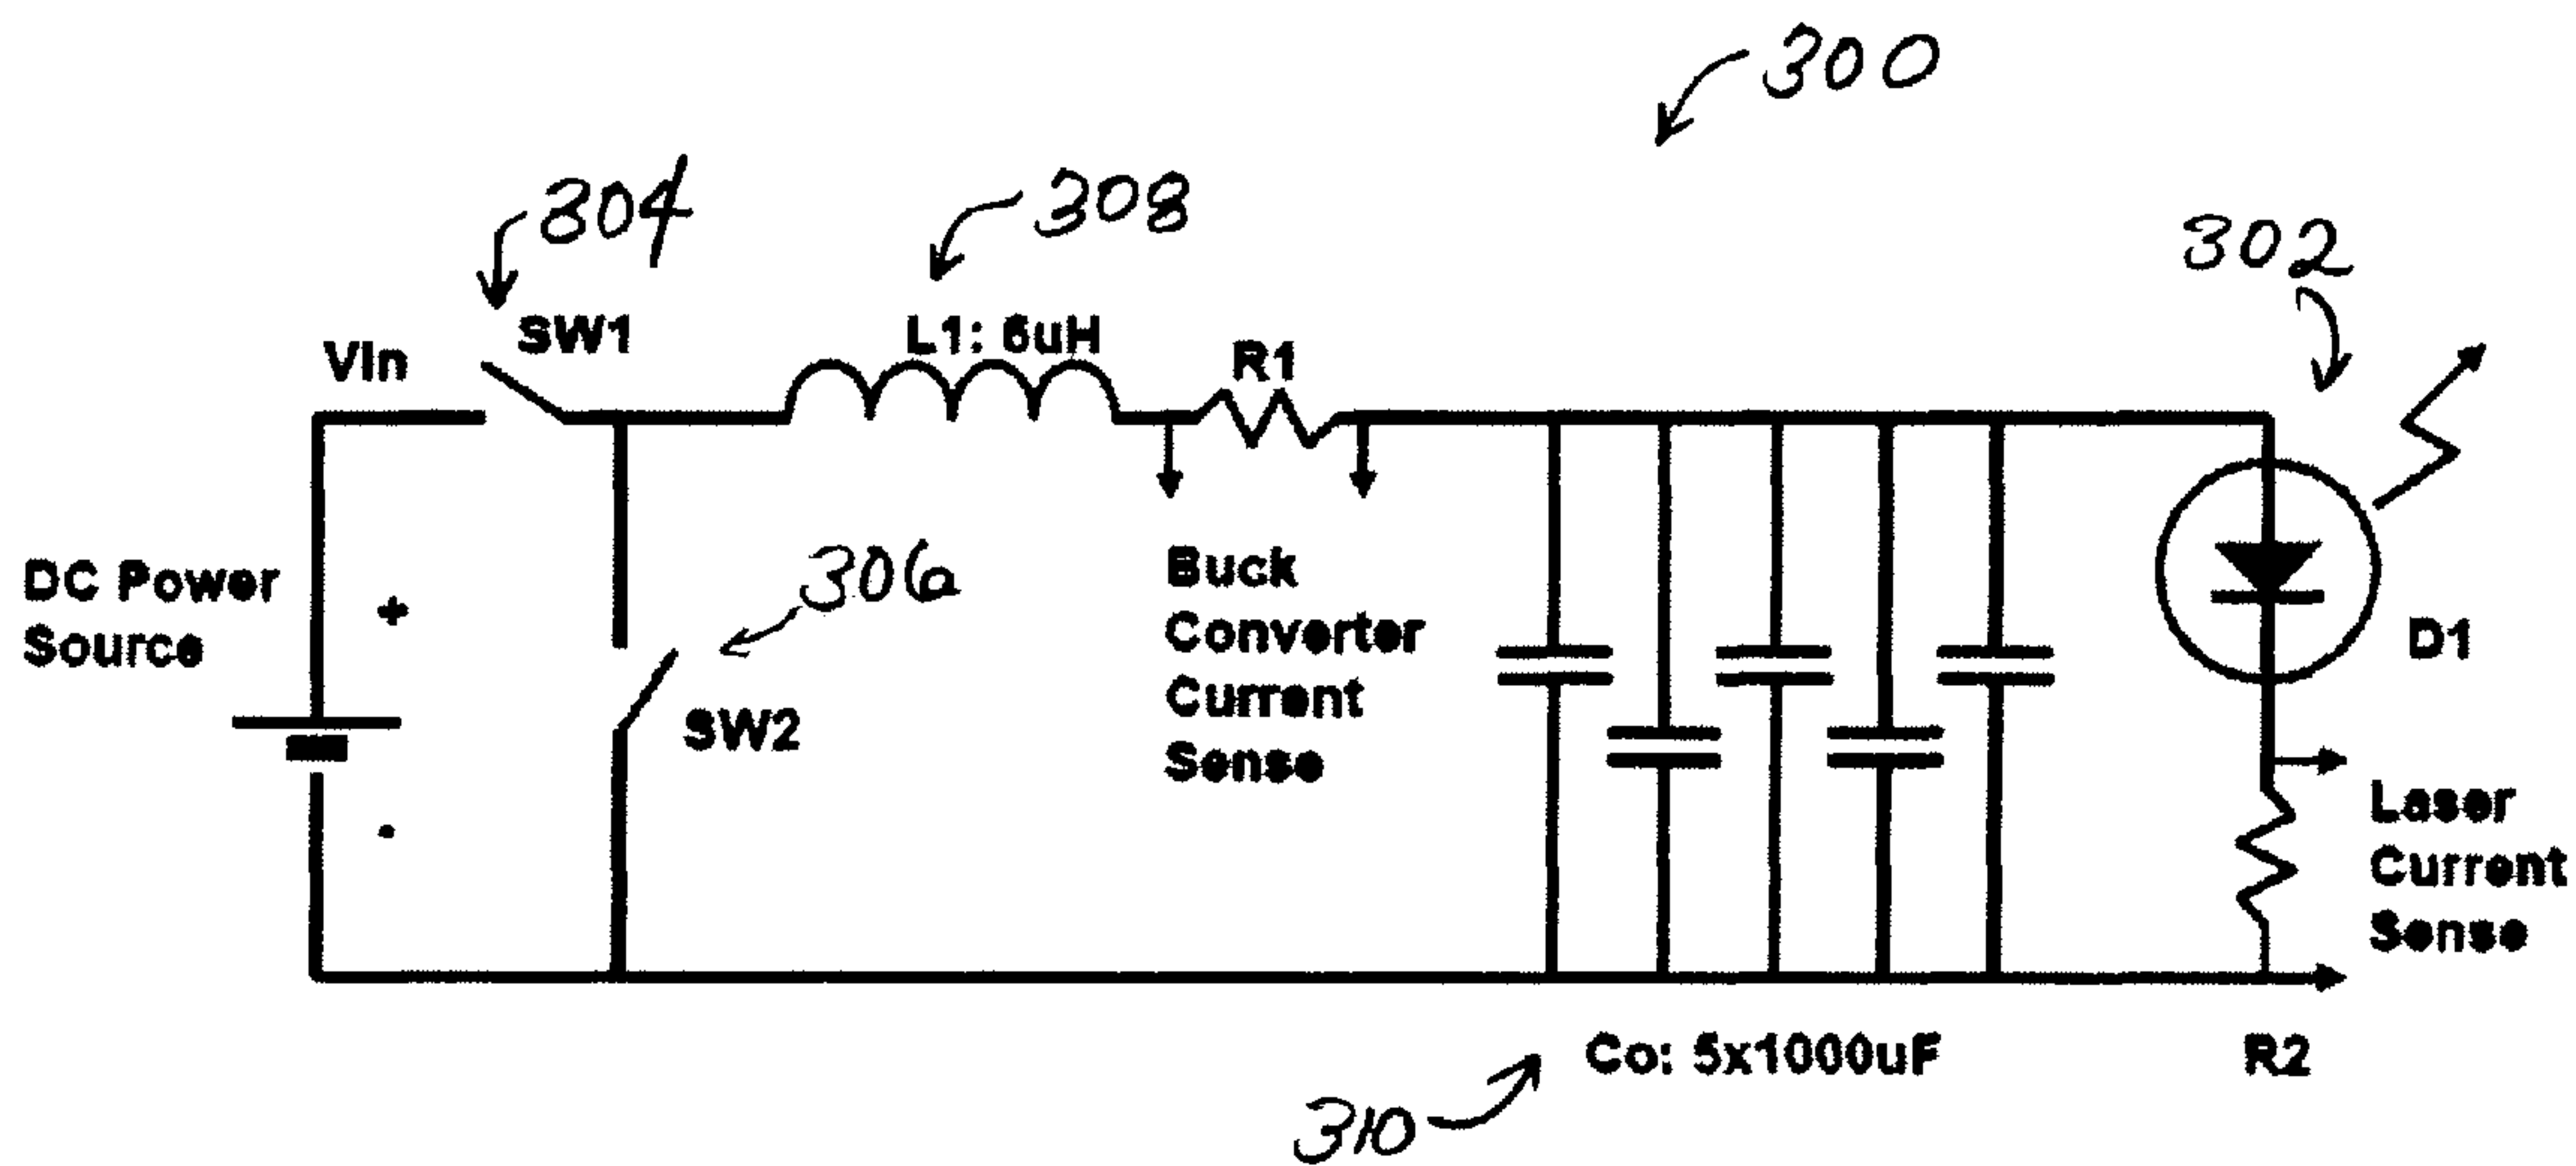 300
304
308
302
SW1
L1: 6uH
Vin
R1
DC Power
Source
+
-
306a
SW2
Buck
Converter
Current
Sense
D1
Laser
Current
Sense
Co: 5x1000uF
R2
310